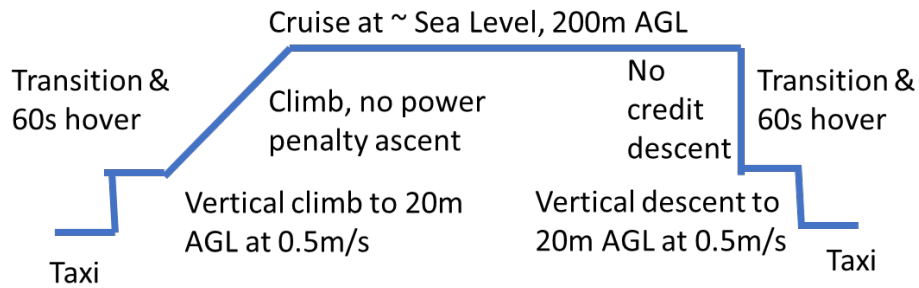 Cruise at ~ Sea Level, 200m AGL
Transition &
60s hover
Climb, no power
penalty ascent
No
credit
descent
Transition &
60s hover
Vertical climb to 20m
AGL at 0.5m/s
Vertical descent to
20m AGL at 0.5m/s
Taxi
Taxi